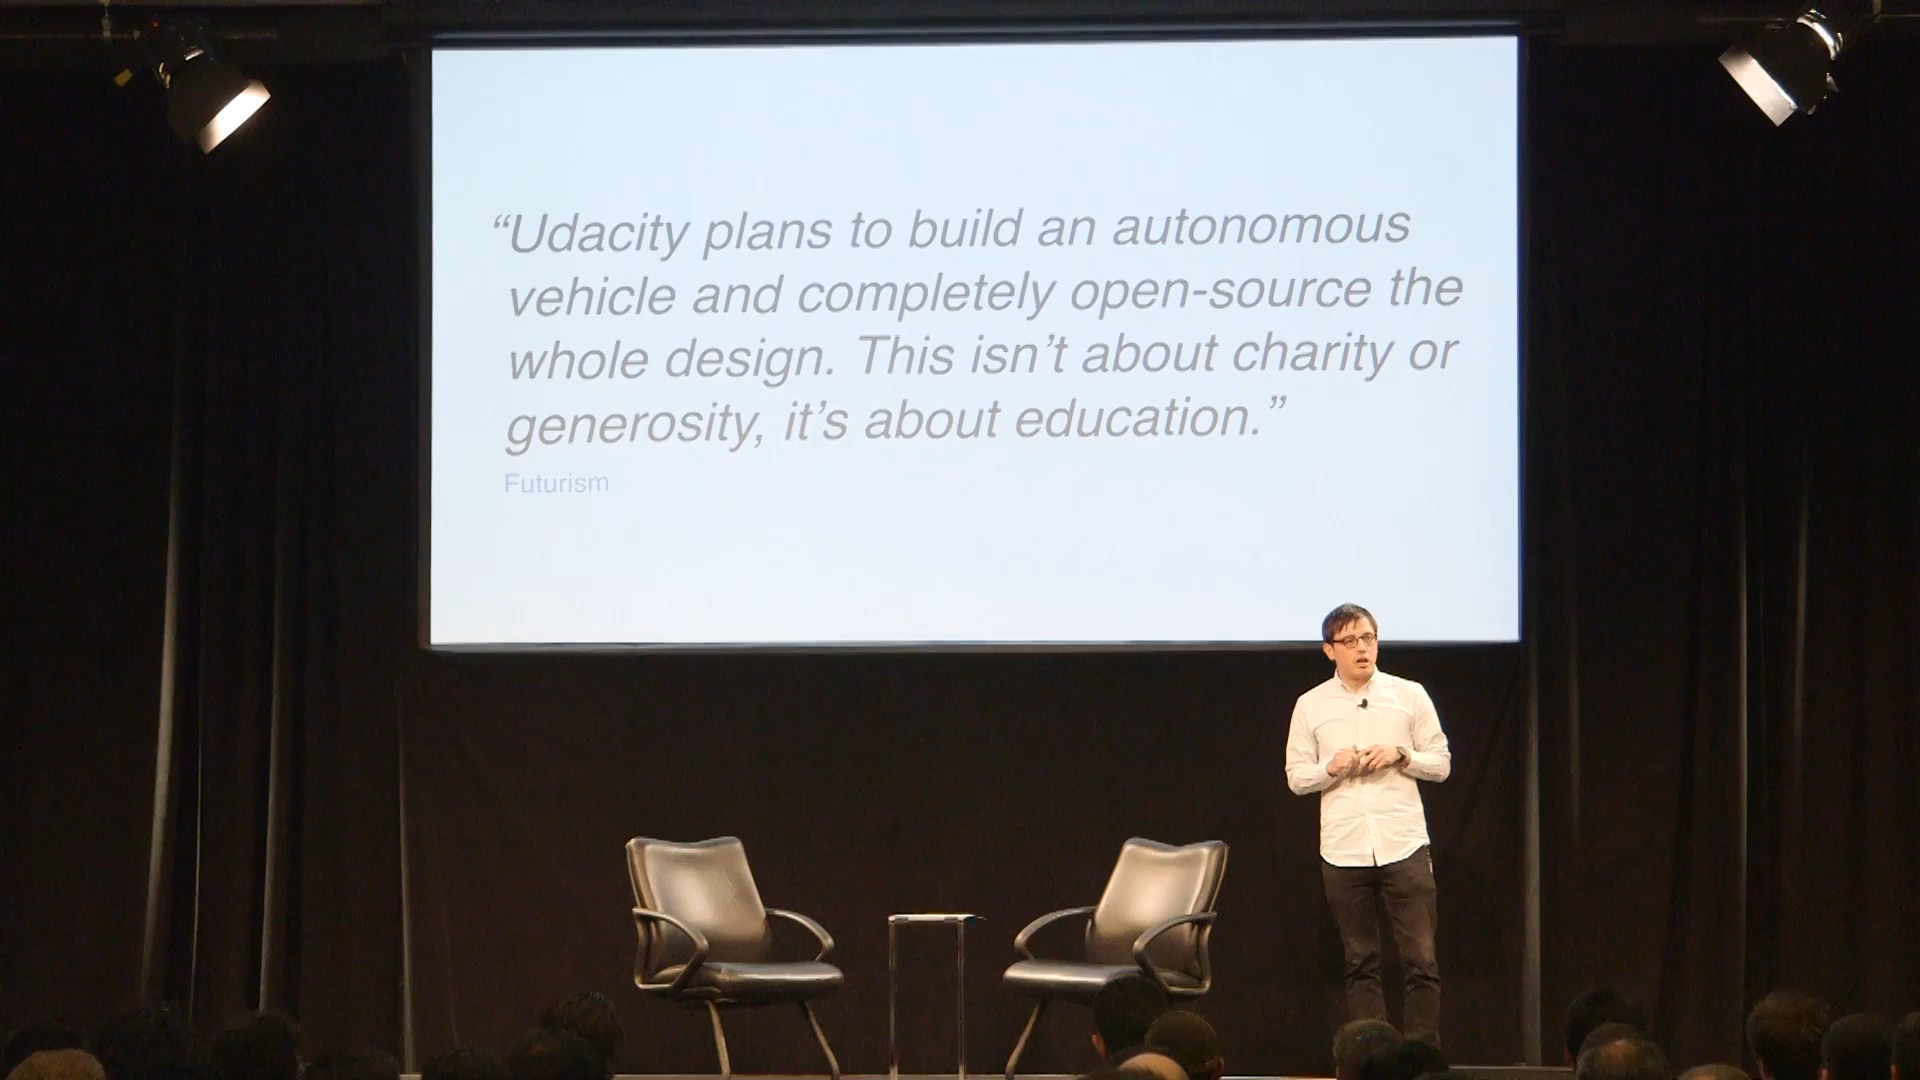 “Udacity plans to build an autonomous
vehicle and completely open-source the
whole design. This isn’t about charity or
generosity, it’s about education.”
Futurism